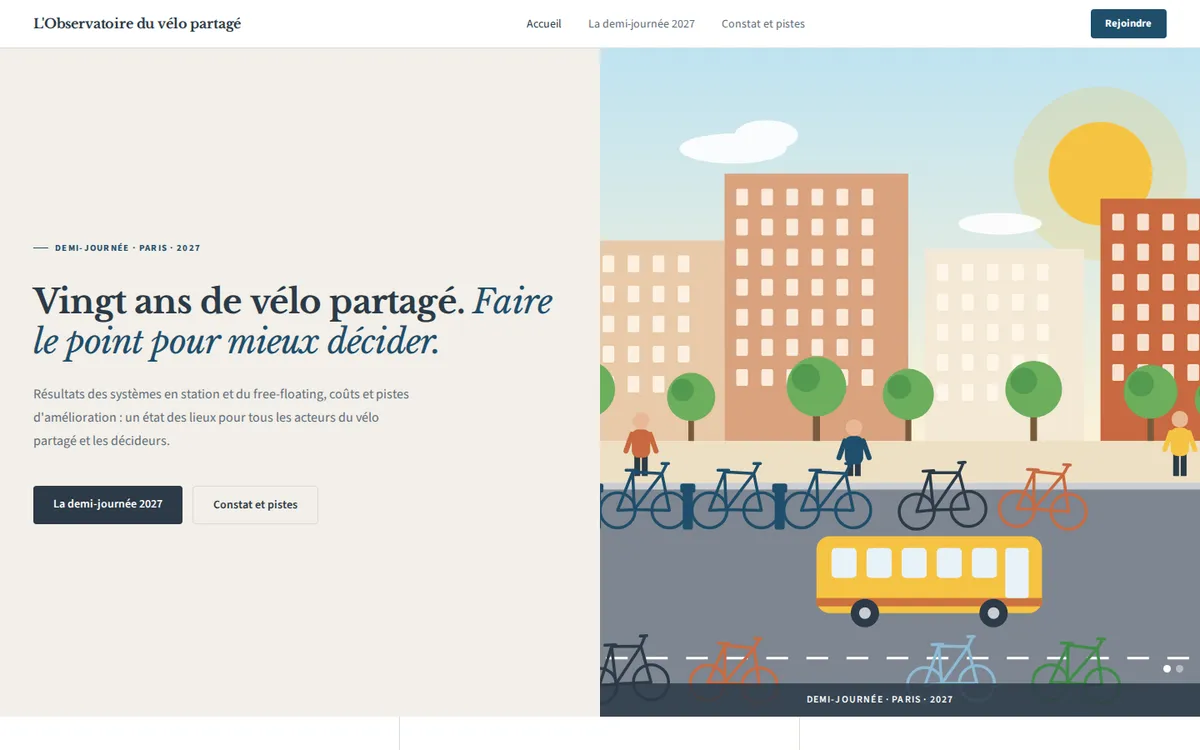 L'Observatoire du vélo partagé
Accueil
La demi-journée 2027
Constat et pistes
Rejoindre
DEMI-JOURNÉE · PARIS · 2027
Vingt ans de vélo partagé. Faire
le point pour mieux décider.
Résultats des systèmes en station et du free-floating, coûts et pistes
d'amélioration : un état des lieux pour tous les acteurs du vélo
partagé et les décideurs.
La demi-journée 2027
Constat et pistes
DEMI-JOURNÉE · PARIS · 2027